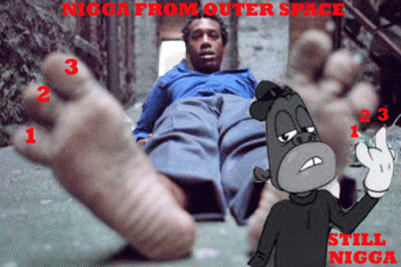 NIGGA FROM OUTER SPACE
3
2
1
2 3
1
STILL
NIGGA